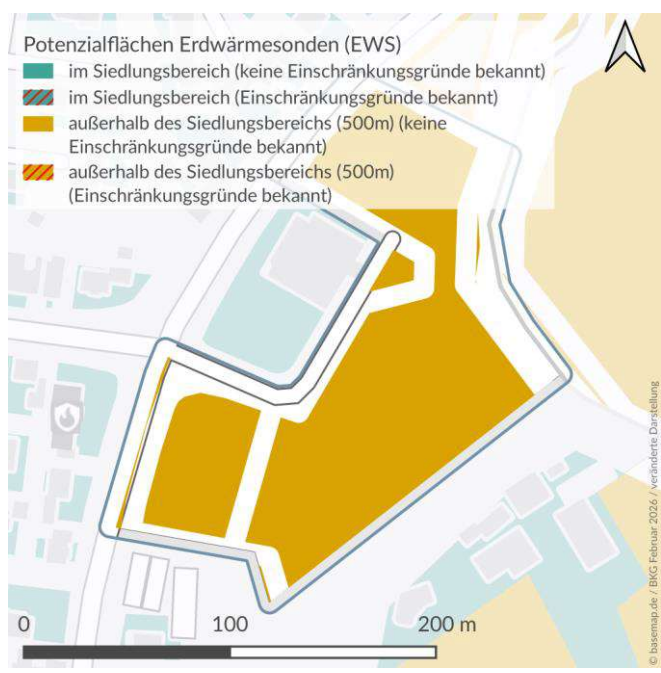 Potenzialflächen Erdwärmesonden (EWS)
im Siedlungsbereich (keine Einschränkungsgründe bekannt)
im Siedlungsbereich (Einschränkungsgründe bekannt)
außerhalb des Siedlungsbereichs (500m) (keine
Einschränkungsgründe bekannt)
außerhalb des Siedlungsbereichs (500m)
(Einschränkungsgründe bekannt)
© basemap.de / BKG Februar 2026 / veränderte Darstellung
0 100 200 m